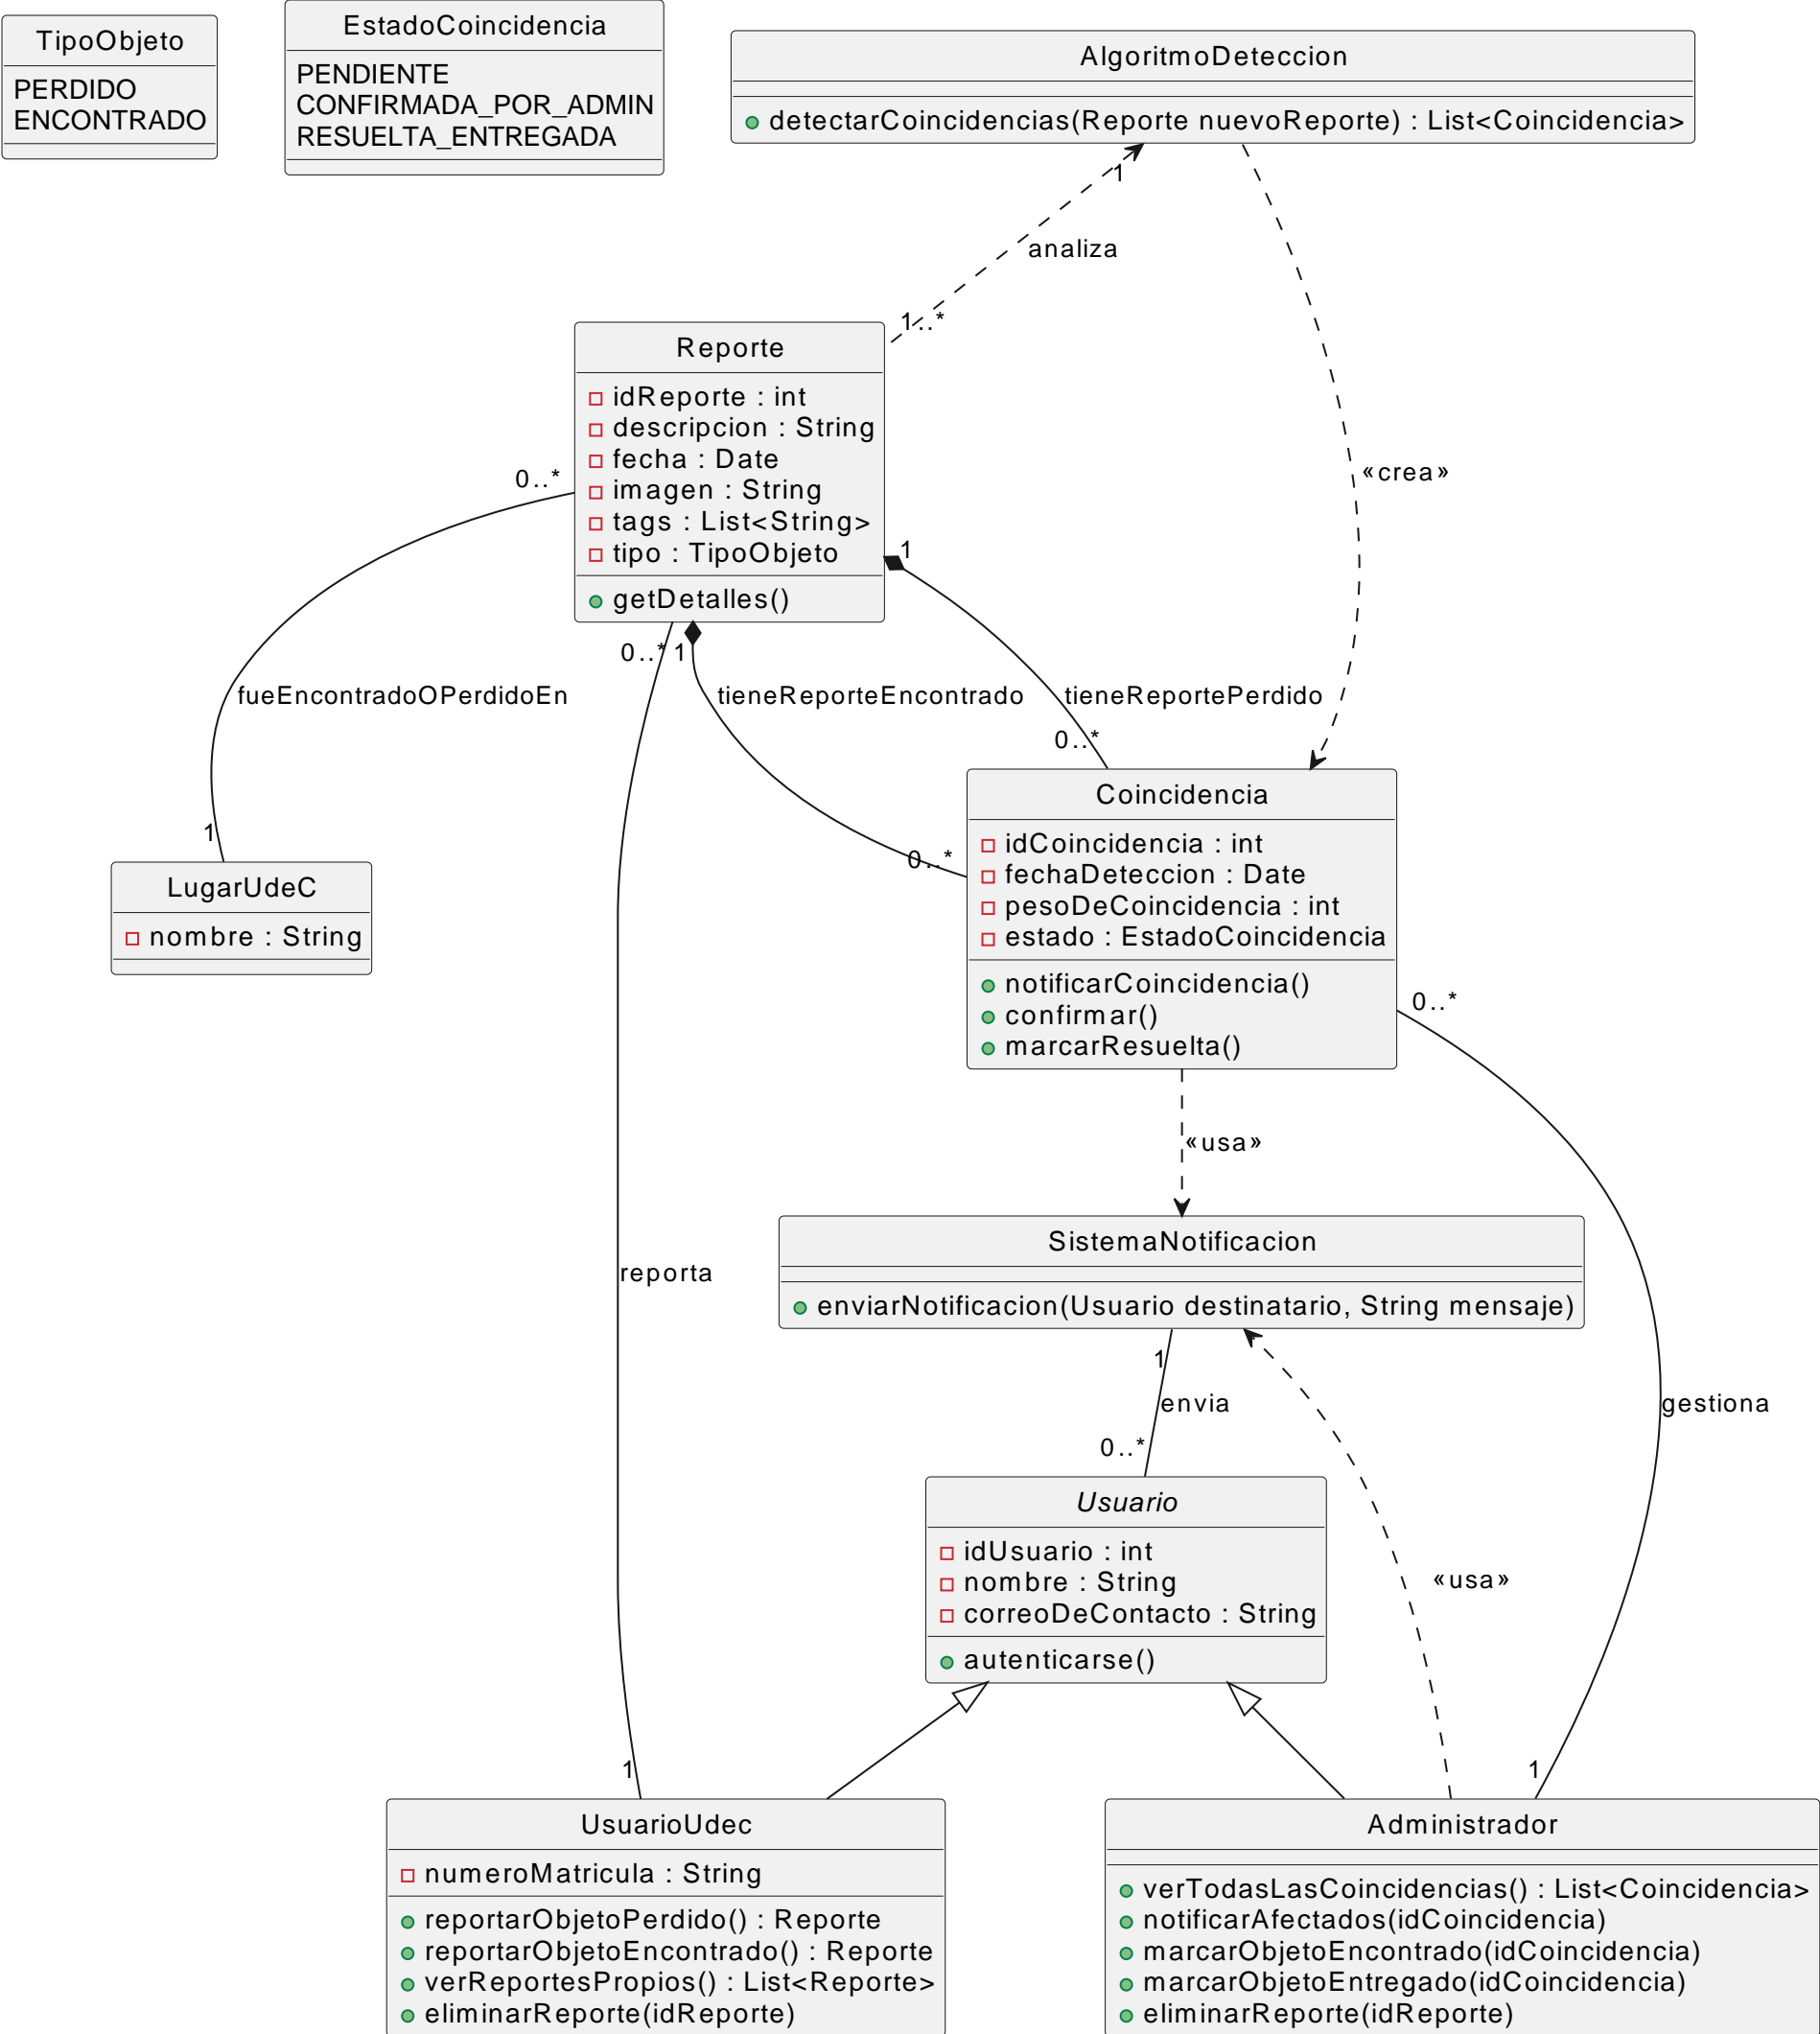 TipoObjeto
PERDIDO
ENCONTRADO
EstadoCoincidencia
PENDIENTE
CONFIRMADA_POR_ADMIN
RESUELTA_ENTREGADA
AlgoritmoDeteccion
detectarCoincidencias(Reporte nuevoReporte) : List<Coincidencia>
1
analiza
1..*
«crea»
Reporte
idReporte : int
descripcion : String
fecha : Date
imagen : String
tags : List<String>
tipo : TipoObjeto
getDetalles()
0..*
1
0..*
1
fueEncontradoOPerdidoEn
tieneReporteEncontrado
tieneReportePerdido
0..*
1
0..*
LugarUdeC
nombre : String
Coincidencia
idCoincidencia : int
fechaDeteccion : Date
pesoDeCoincidencia : int
estado : EstadoCoincidencia
notificarCoincidencia()
confirmar()
marcarResuelta()
0..*
«usa»
SistemaNotificacion
enviarNotificacion(Usuario destinatario, String mensaje)
reporta
1
envia
0..*
gestiona
Usuario
idUsuario : int
nombre : String
correoDeContacto : String
autenticarse()
«usa»
1
1
UsuarioUdec
numeroMatricula : String
reportarObjetoPerdido() : Reporte
reportarObjetoEncontrado() : Reporte
verReportesPropios() : List<Reporte>
eliminarReporte(idReporte)
Administrador
verTodasLasCoincidencias() : List<Coincidencia>
notificarAfectados(idCoincidencia)
marcarObjetoEncontrado(idCoincidencia)
marcarObjetoEntregado(idCoincidencia)
eliminarReporte(idReporte)